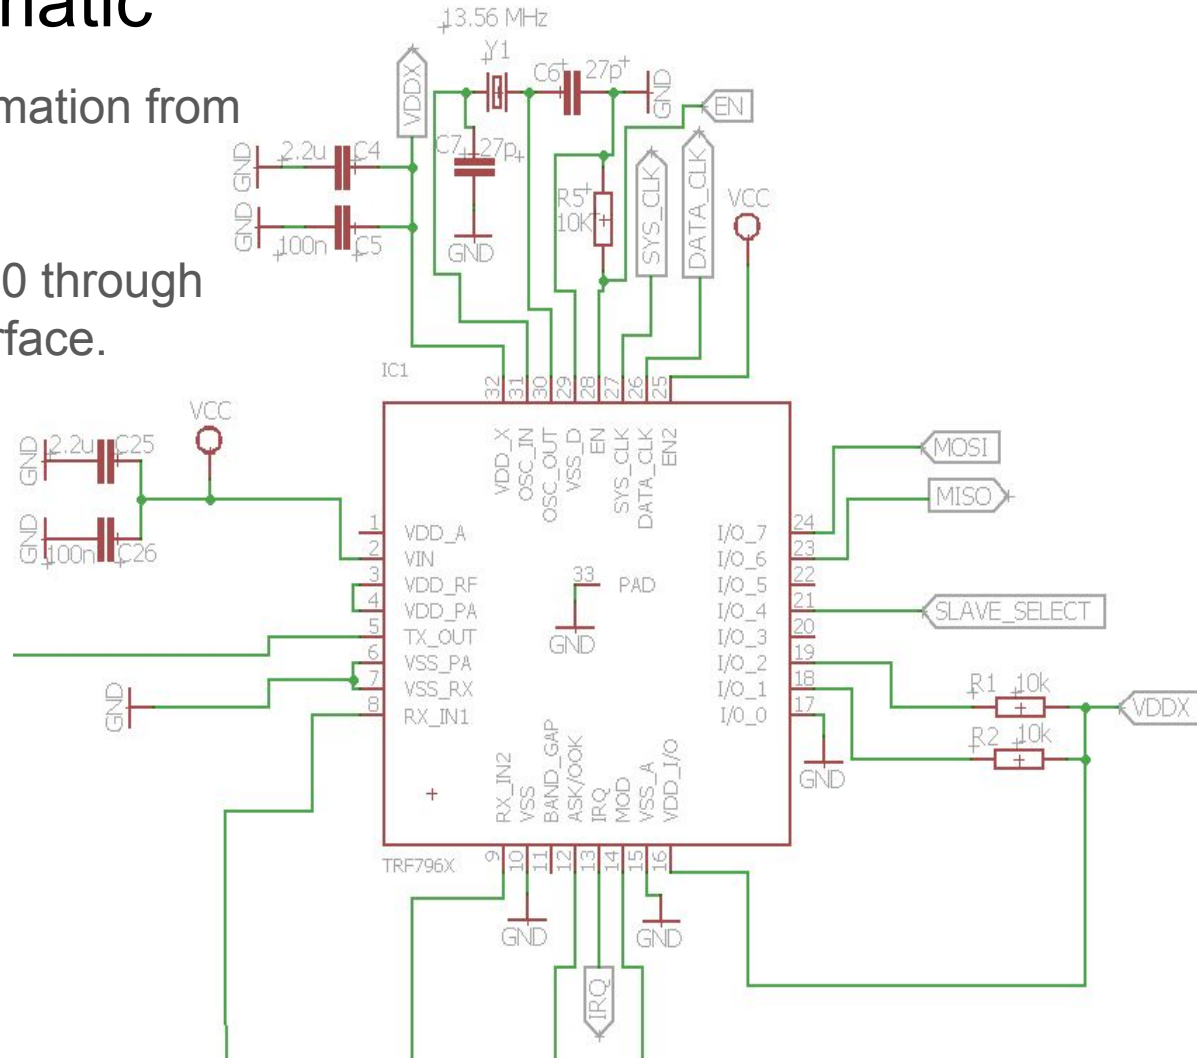 matic
mation from
0 through
rface.
13.56 MHz
Y1
C6
27p
GND
EN
VDDX
C7
27p
GND
GND
2.2u
C4
GND
100n
C5
R5
10K
SYS_CLK
DATA_CLK
VCC
IC1
32
31
30
29
28
27
26
25
VDD_X
OSC_IN
OSC_OUT
VSS_D
EN
SYS_CLK
DATA_CLK
EN2
VCC
GND
2.2u
C25
GND
100n
C26
1 VDD_A
2 VIN
3 VDD_RF
4 VDD_PA
5 TX_OUT
6 VSS_PA
7 VSS_RX
8 RX_IN1
GND
33 PAD
GND
I/O_7 24
I/O_6 23
I/O_5 22
I/O_4 21
I/O_3 20
I/O_2 19
I/O_1 18
I/O_0 17
MOSI
MISO
SLAVE_SELECT
R1 10k
VDDX
R2 10k
GND
RX_IN2
VSS
BAND_GAP
ASK/OOK
IRQ
MOD
VSS_A
VDD_I/O
TRF796X
9
10
11
12
13
14
15
16
GND
GND
IRQ